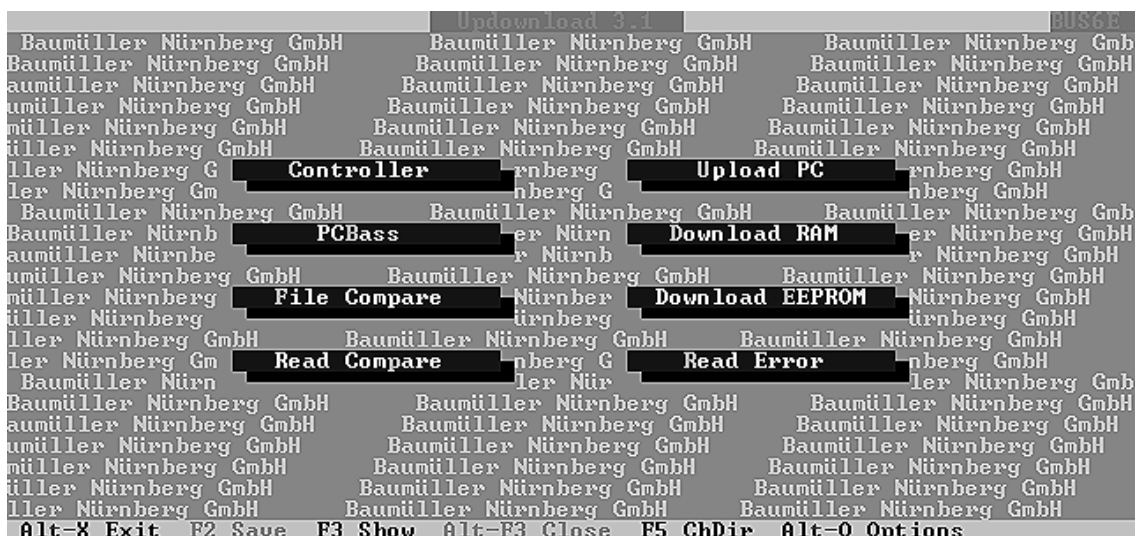 Updownload 3.1 BUS6E
Baumüller Nürnberg GmbH Baumüller Nürnberg GmbH Baumüller Nürnberg Gmb
Baumüller Nürnberg GmbH Baumüller Nürnberg GmbH Baumüller Nürnberg GmbH
aumüller Nürnberg GmbH Baumüller Nürnberg GmbH Baumüller Nürnberg GmbH
umüller Nürnberg GmbH Baumüller Nürnberg GmbH Baumüller Nürnberg GmbH
müller Nürnberg GmbH Baumüller Nürnberg GmbH Baumüller Nürnberg GmbH
üller Nürnberg GmbH Baumüller Nürnberg GmbH Baumüller Nürnberg GmbH
ller Nürnberg G Controller rnberg Upload PC rnberg GmbH
ler Nürnberg Gm nberg G nberg GmbH
Baumüller Nürnberg GmbH Baumüller Nürnberg GmbH Baumüller Nürnberg Gmb
Baumüller Nürnb PCBass er Nürn Download RAM er Nürnberg GmbH
aumüller Nürnbe r Nürnb r Nürnberg GmbH
umüller Nürnberg GmbH Baumüller Nürnberg GmbH Baumüller Nürnberg GmbH
müller Nürnberg File Compare Nürnber Download EEPROM Nürnberg GmbH
üller Nürnberg ürnberg ürnberg GmbH
ller Nürnberg GmbH Baumüller Nürnberg GmbH Baumüller Nürnberg GmbH
ler Nürnberg Gm Read Compare nberg G Read Error nberg GmbH
Baumüller Nürn ler Nür ler Nürnberg Gmb
Baumüller Nürnberg GmbH Baumüller Nürnberg GmbH Baumüller Nürnberg GmbH
aumüller Nürnberg GmbH Baumüller Nürnberg GmbH Baumüller Nürnberg GmbH
umüller Nürnberg GmbH Baumüller Nürnberg GmbH Baumüller Nürnberg GmbH
müller Nürnberg GmbH Baumüller Nürnberg GmbH Baumüller Nürnberg GmbH
üller Nürnberg GmbH Baumüller Nürnberg GmbH Baumüller Nürnberg GmbH
ller Nürnberg GmbH Baumüller Nürnberg GmbH Baumüller Nürnberg GmbH
Alt-X Exit F2 Save F3 Show Alt-F3 Close F5 ChDir Alt-O Options